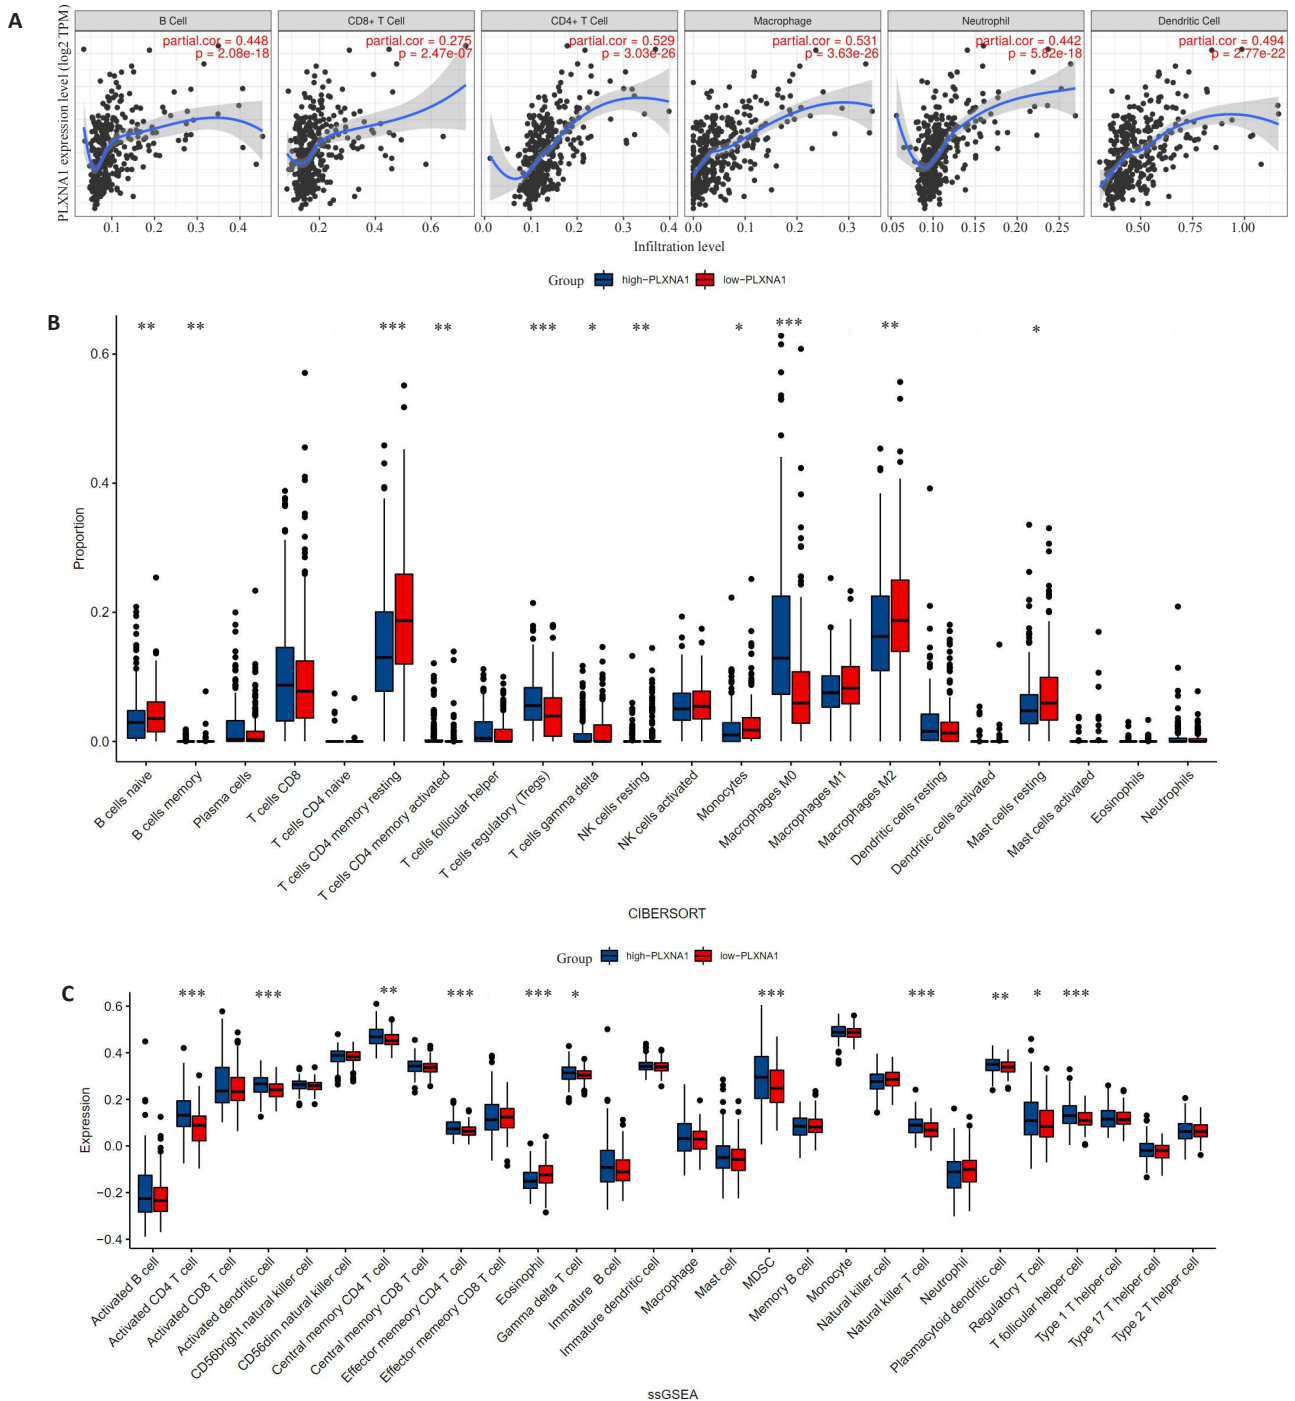 A
B Cell
CD8+ T Cell
CD4+ T Cell
Macrophage
Neutrophil
Dendritic Cell
partial.cor = 0.448
p = 2.08e-18
partial.cor = 0.275
p = 2.47e-07
partial.cor = 0.529
p = 3.03e-26
partial.cor = 0.531
p = 3.63e-26
partial.cor = 0.442
p = 5.82e-18
partial.cor = 0.494
p = 2.77e-22
PLXNA1 expression level (log2 TPM)
0.1 0.2 0.3 0.4
0.2 0.4 0.6
0.0 0.1 0.2 0.3 0.4
0.0 0.1 0.2 0.3
0.05 0.10 0.15 0.20 0.25
0.50 0.75 1.00
Infiltration level
Group high-PLXNA1 low-PLXNA1
B
** ** *** ** *** * ** * *** ** *
Proportion
0.6
0.4
0.2
0.0
B cells naive
B cells memory
Plasma cells
T cells CD8
T cells CD4 naive
T cells CD4 memory resting
T cells CD4 memory activated
T cells follicular helper
T cells regulatory (Tregs)
T cells gamma delta
NK cells resting
NK cells activated
Monocytes
Macrophages M0
Macrophages M1
Macrophages M2
Dendritic cells resting
Dendritic cells activated
Mast cells resting
Mast cells activated
Eosinophils
Neutrophils
CIBERSORT
Group high-PLXNA1 low-PLXNA1
C
*** *** ** *** *** * *** *** ** * ***
Expression
0.6
0.4
0.2
0.0
−0.2
−0.4
Activated B cell
Activated CD4 T cell
Activated CD8 T cell
Activated dendritic cell
CD56bright natural killer cell
CD56dim natural killer cell
Central memory CD4 T cell
Central memory CD8 T cell
Effector memeory CD4 T cell
Effector memeory CD8 T cell
Eosinophil
Gamma delta T cell
Immature B cell
Immature dendritic cell
Macrophage
Mast cell
MDSC
Memory B cell
Monocyte
Natural killer cell
Natural killer T cell
Neutrophil
Plasmacytoid dendritic cell
Regulatory T cell
T follicular helper cell
Type 1 T helper cell
Type 17 T helper cell
Type 2 T helper cell
ssGSEA